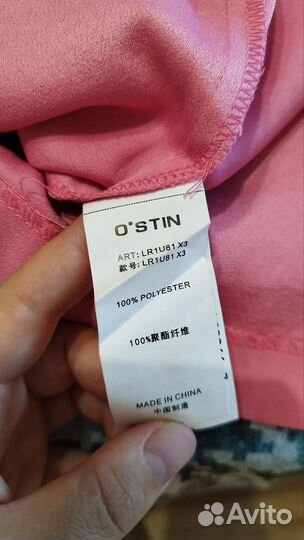 O'STIN
ART: LR1U81 X3
款号: LR1U81 X3
100% POLYESTER
100%聚酯纤维
MADE IN CHINA
中国制造
Avito